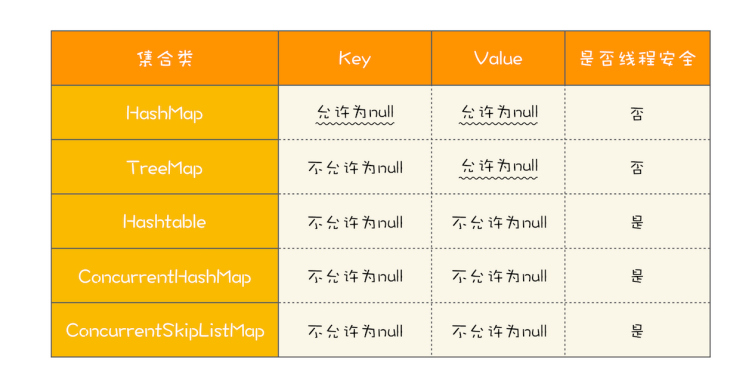 集合类 Key Value 是否线程安全
HashMap 允许为null 允许为null 否
TreeMap 不允许为null 允许为null 否
Hashtable 不允许为null 不允许为null 是
ConcurrentHashMap 不允许为null 不允许为null 是
ConcurrentSkipListMap 不允许为null 不允许为null 是